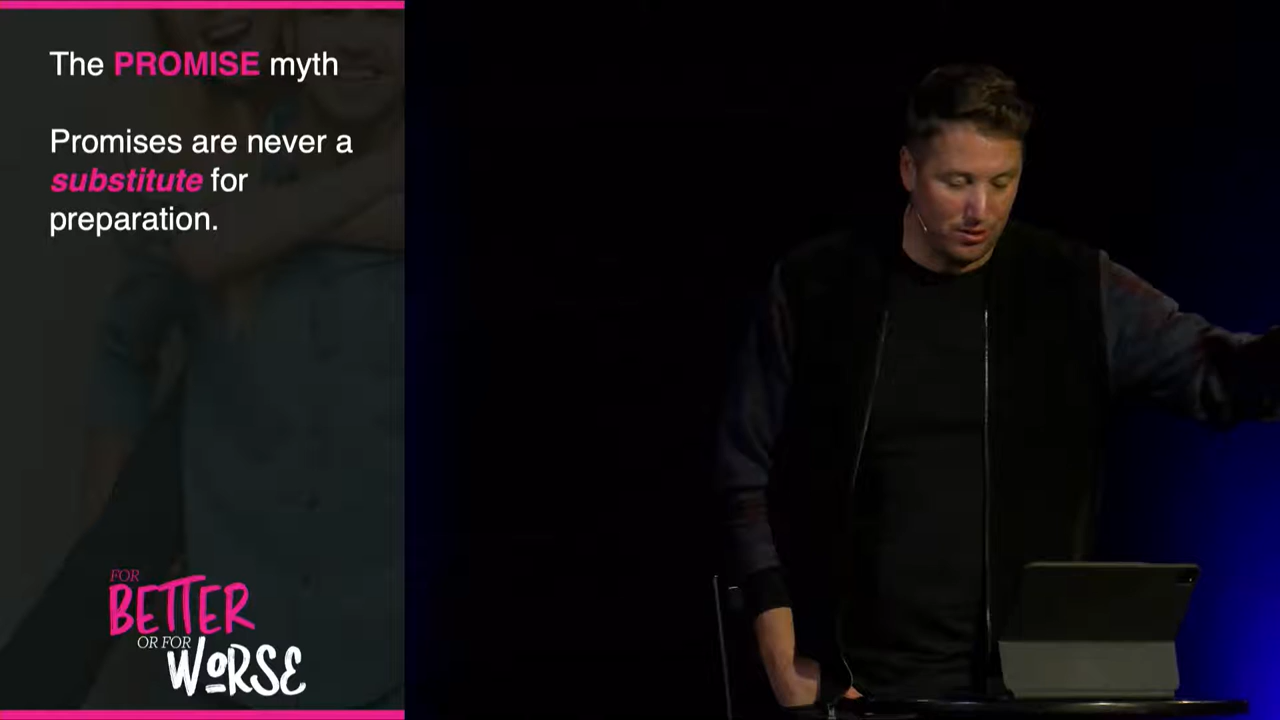 The PROMISE myth
Promises are never a
substitute for
preparation.
FOR
BETTER
OR FOR
WORSE